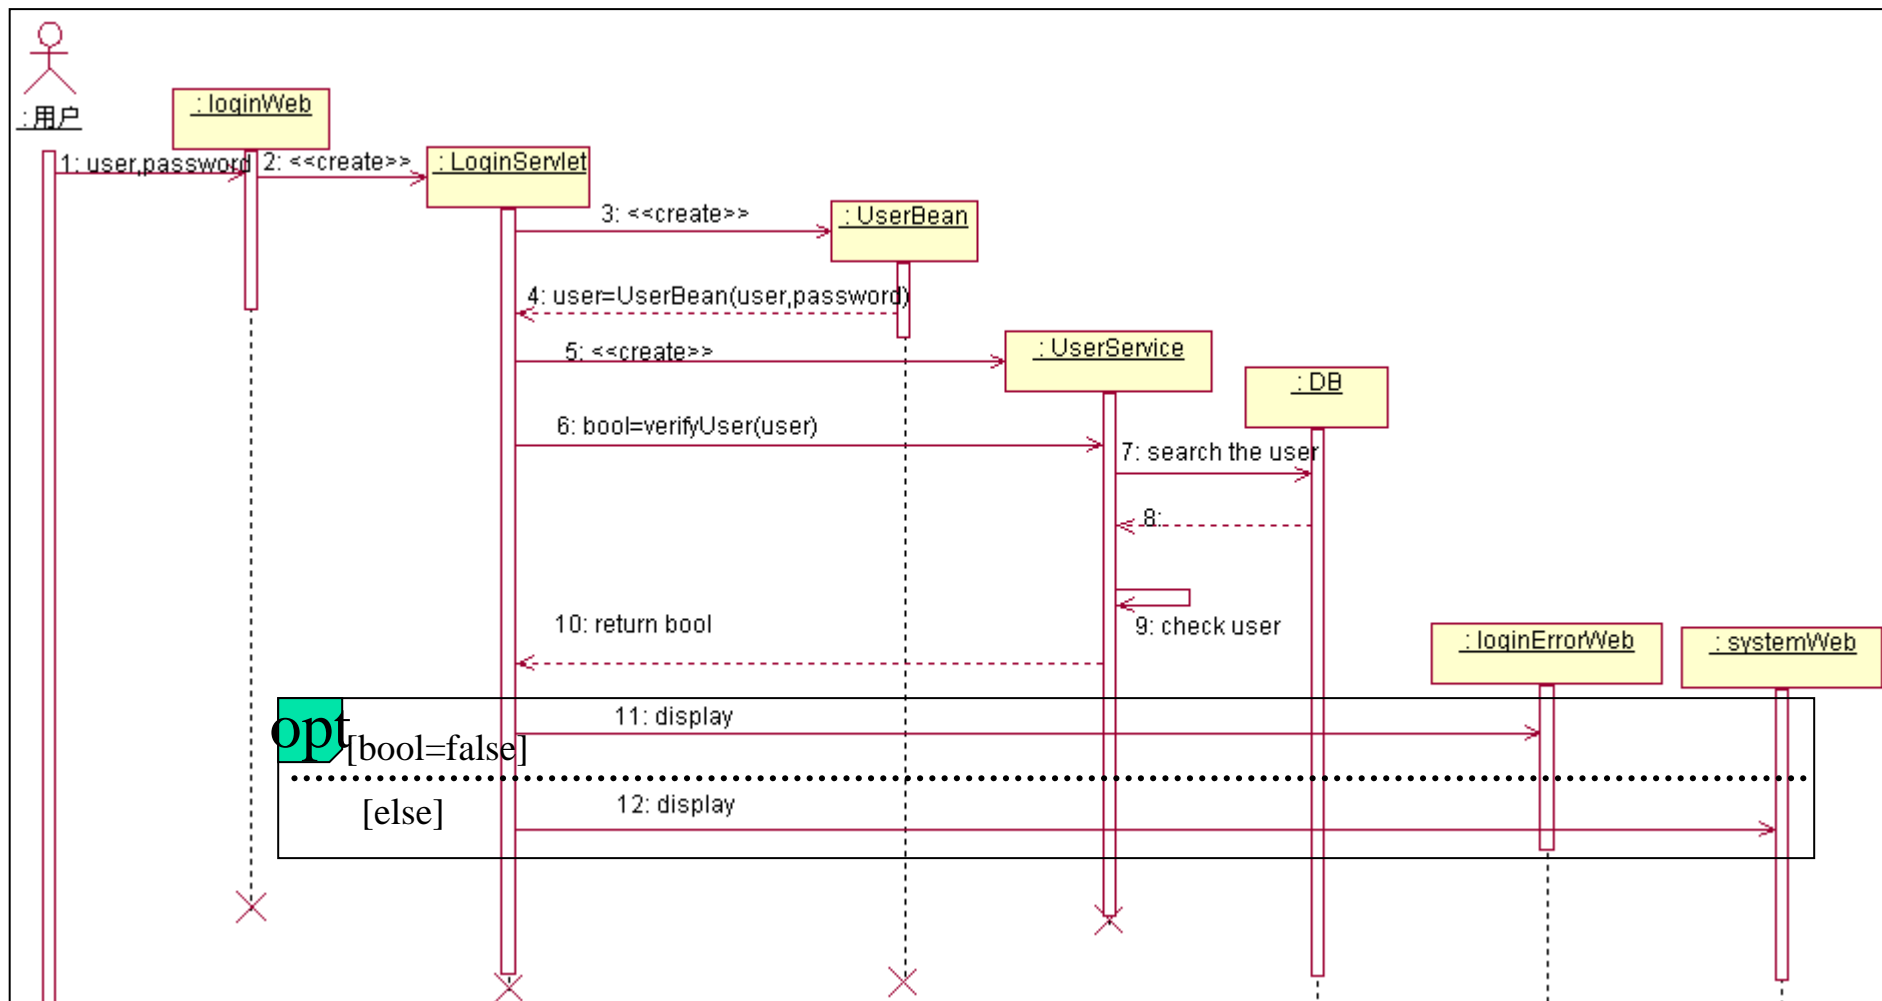 : 用户
: loginWeb
1: user,password
2: <<create>>
: LoginServlet
3: <<create>>
: UserBean
4: user=UserBean(user,password)
5: <<create>>
: UserService
: DB
6: bool=verifyUser(user)
7: search the user
8:
9: check user
10: return bool
: loginErrorWeb
: systemWeb
opt
[bool=false]
11: display
[else]
12: display